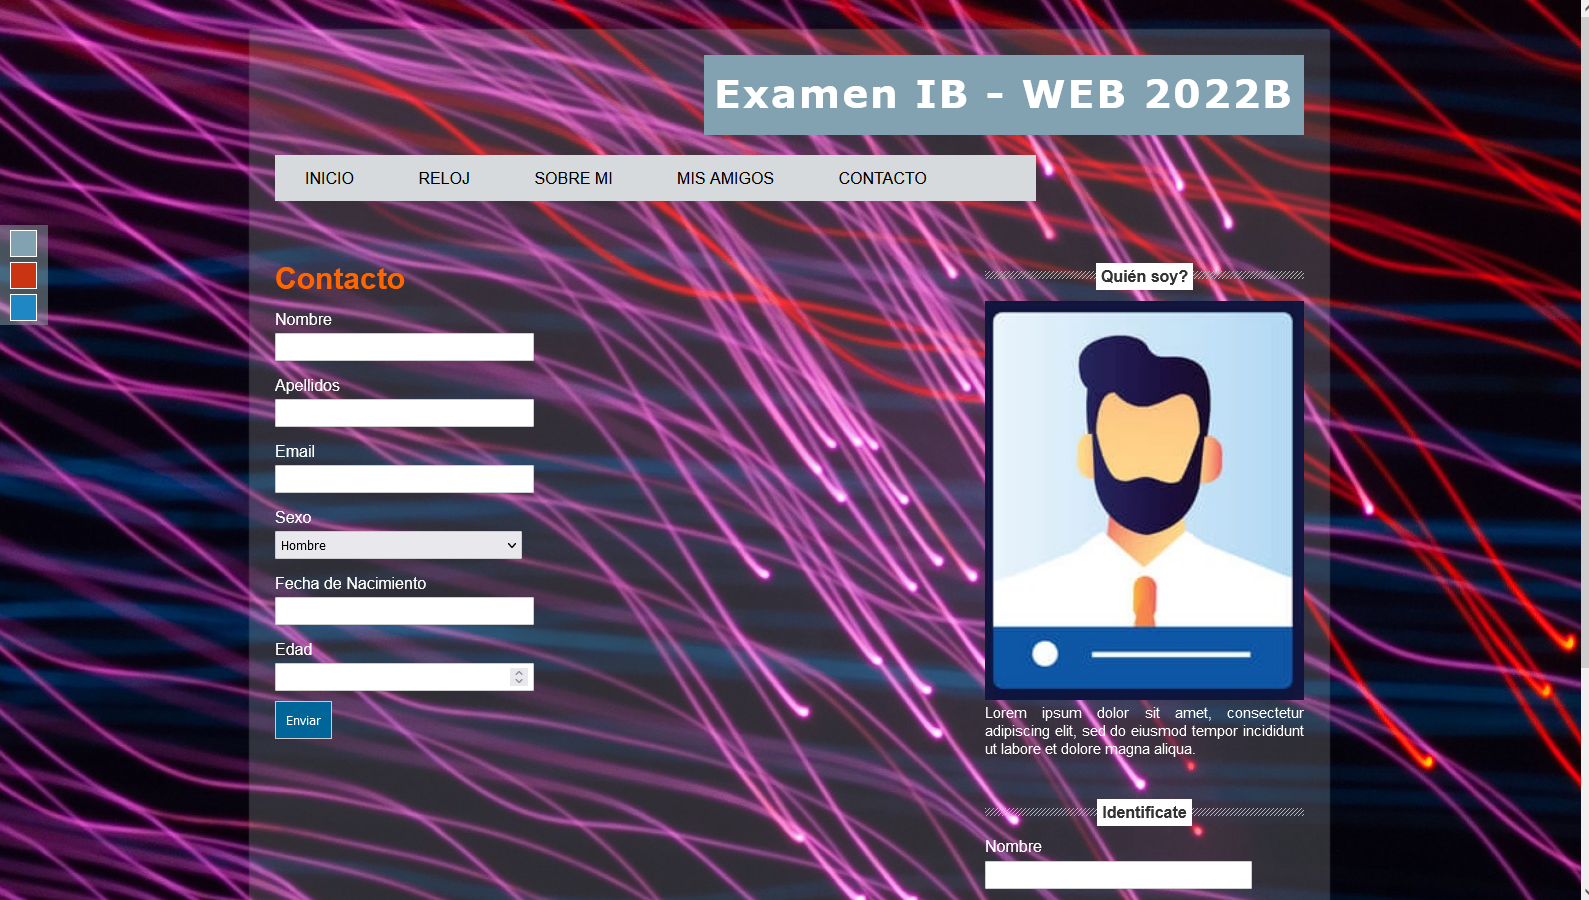 Examen IB - WEB 2022B
INICIO RELOJ SOBRE MI MIS AMIGOS CONTACTO
Contacto
Nombre
Apellidos
Email
Sexo
Hombre
Fecha de Nacimiento
Edad
Enviar
Quién soy?
Lorem ipsum dolor sit amet, consectetur
adipiscing elit, sed do eiusmod tempor incididunt
ut labore et dolore magna aliqua.
Identificate
Nombre